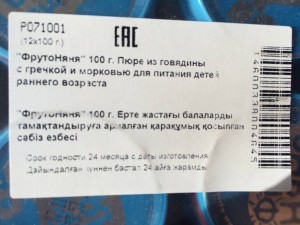 P071001
(12x100 г.)
EAC
"ФрутоНяня" 100 г. Пюре из говядины
с гречкой и морковью для питания детей
раннего возраста
"ФрутоНяня" 100 г. Ерте жастағы балаларды
тамақтандыруға арналған қарақұмық қосылған
сәбіз езбесі
Срок годности 24 месяца с даты изготовления
Дайындалған күннен бастап 24 айға жарамды